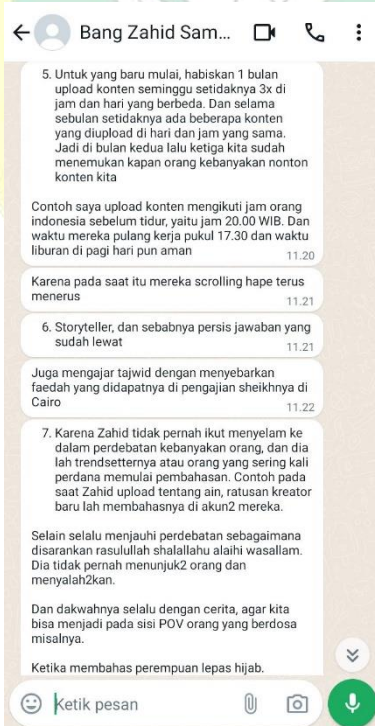 Bang Zahid Sam...
5. Untuk yang baru mulai, habiskan 1 bulan
upload konten seminggu setidaknya 3x di
jam dan hari yang berbeda. Dan selama
sebulan setidaknya ada beberapa konten
yang diupload di hari dan jam yang sama.
Jadi di bulan kedua lalu ketiga kita sudah
menemukan kapan orang kebanyakan nonton
konten kita
Contoh saya upload konten mengikuti jam orang
indonesia sebelum tidur, yaitu jam 20.00 WIB. Dan
waktu mereka pulang kerja pukul 17.30 dan waktu
liburan di pagi hari pun aman
11.20
Karena pada saat itu mereka scrolling hape terus
menerus
11.21
6. Storyteller, dan sebabnya persis jawaban yang
sudah lewat
11.21
Juga mengajar tajwid dengan menyebarkan
faedah yang didapatnya di pengajian sheikhnya di
Cairo
11.22
7. Karena Zahid tidak pernah ikut menyelam ke
dalam perdebatan kebanyakan orang, dan dia
lah trendsetternya atau orang yang sering kali
perdana memulai pembahasan. Contoh pada
saat Zahid upload tentang ain, ratusan kreator
baru lah membahasnya di akun2 mereka.
Selain selalu menjauhi perdebatan sebagaimana
disarankan rasulullah shalallahu alaihi wasallam.
Dia tidak pernah menunjuk2 orang dan
menyalah2kan.
Dan dakwahnya selalu dengan cerita, agar kita
bisa menjadi pada sisi POV orang yang berdosa
misalnya.
Ketika membahas perempuan lepas hijab.
Ketik pesan